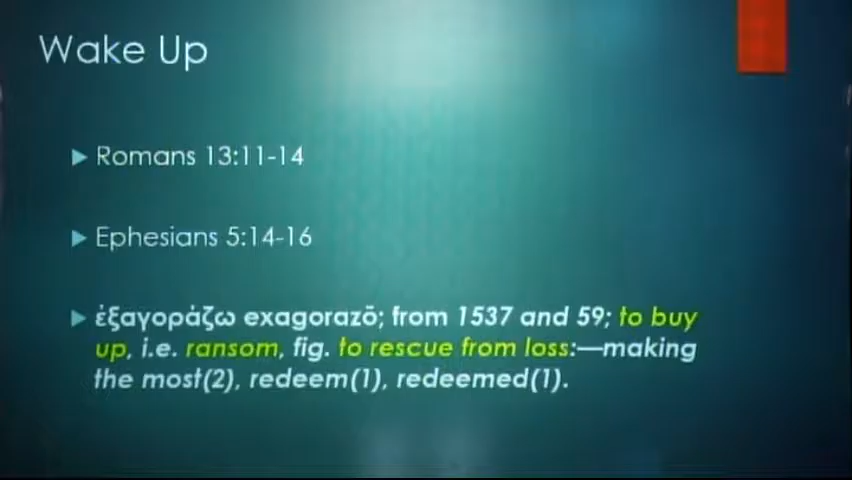 Wake Up
Romans 13:11-14
Ephesians 5:14-16
ἐξαγοράζω exagorazō; from 1537 and 59; to buy
up, i.e. ransom, fig. to rescue from loss:—making
the most(2), redeem(1), redeemed(1).